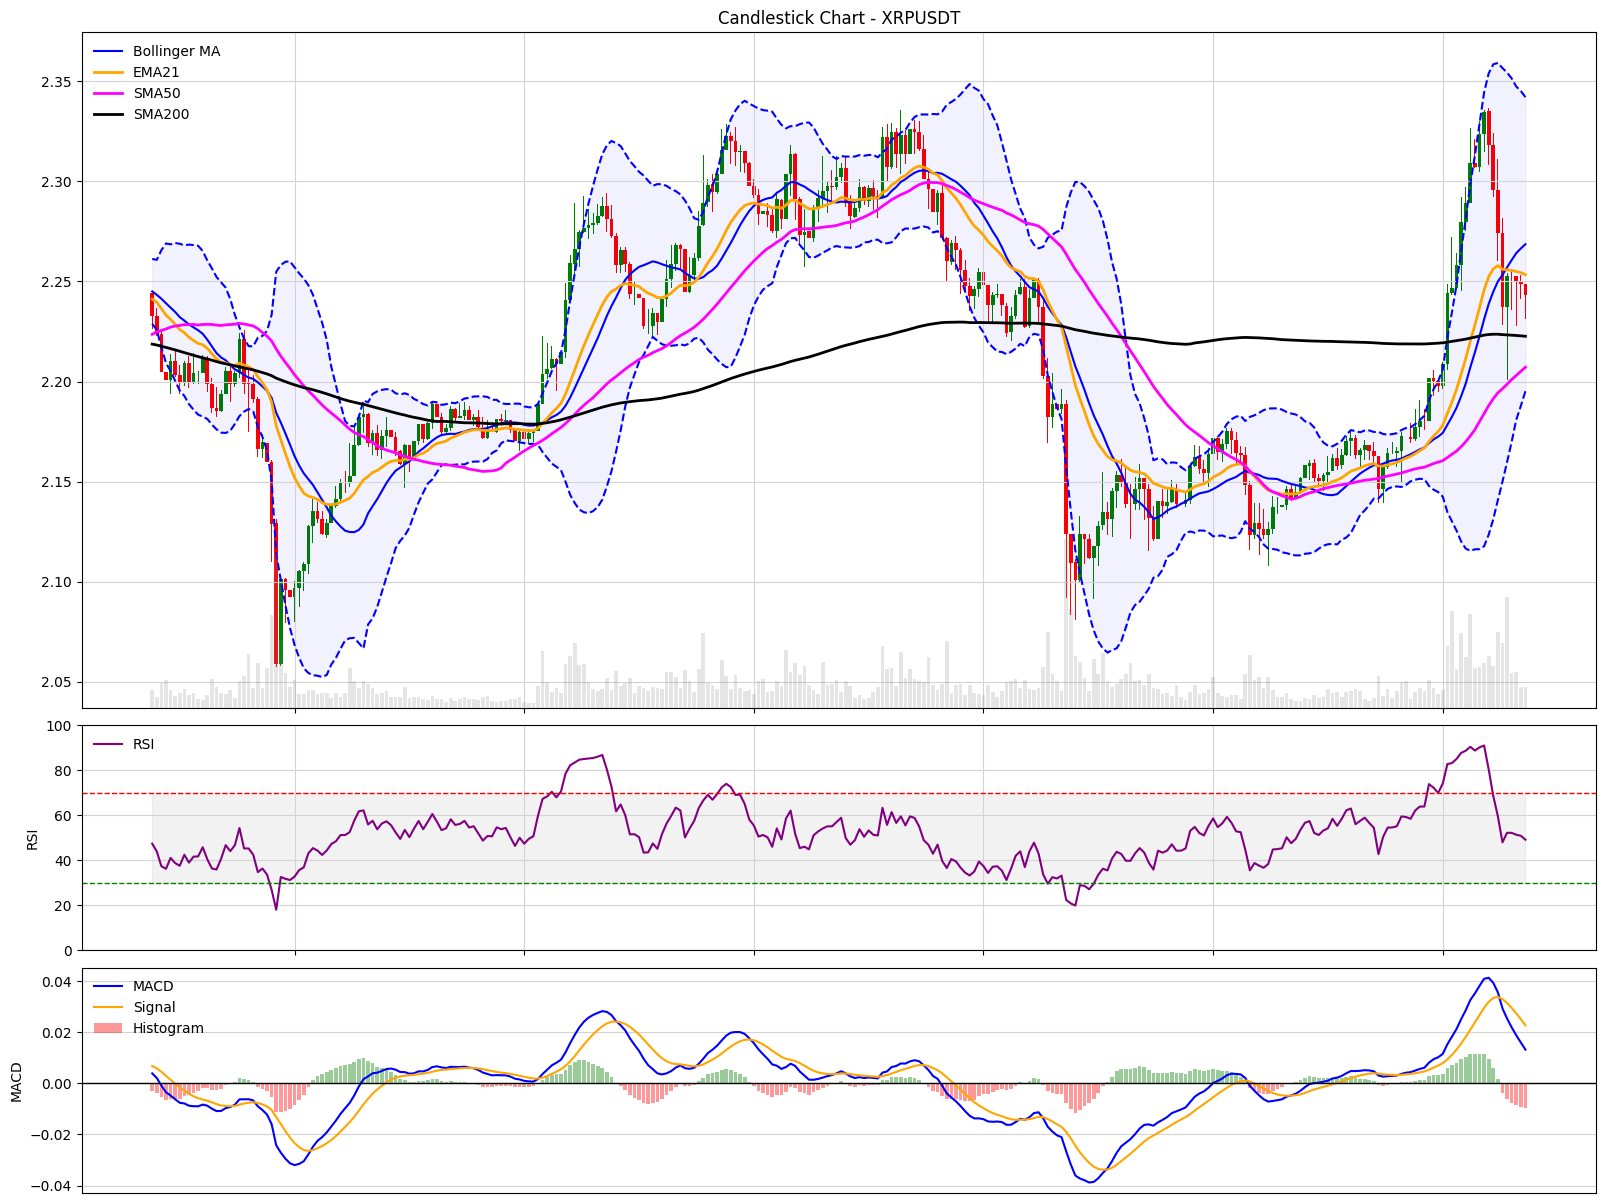 Candlestick Chart - XRPUSDT
Bollinger MA
EMA21
SMA50
SMA200
2.35
2.30
2.25
2.20
2.15
2.10
2.05
RSI
RSI
100
80
60
40
20
0
MACD
Signal
Histogram
MACD
0.04
0.02
0.00
−0.02
−0.04